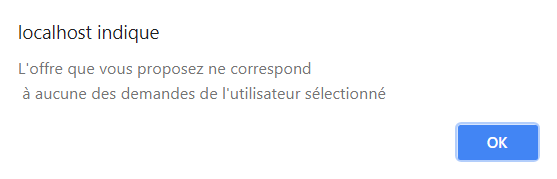 localhost indique
L'offre que vous proposez ne correspond
à aucune des demandes de l'utilisateur sélectionné
OK